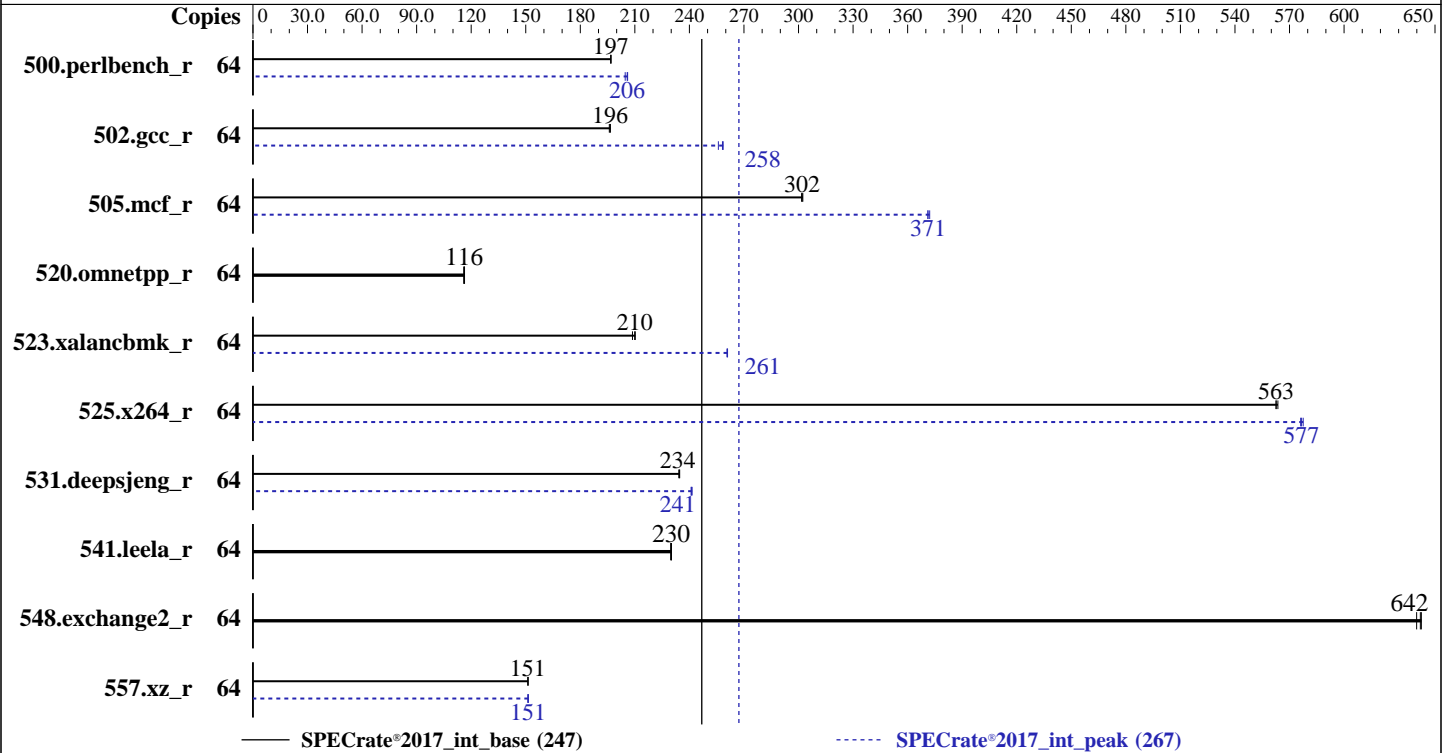 Copies 0 30.0 60.0 90.0 120 150 180 210 240 270 300 330 360 390 420 450 480 510 540 570 600 650
500.perlbench_r 64 197
206
502.gcc_r 64 196
258
505.mcf_r 64 302
371
520.omnetpp_r 64 116
523.xalancbmk_r 64 210
261
525.x264_r 64 563
577
531.deepsjeng_r 64 234
241
541.leela_r 64 230
548.exchange2_r 64 642
557.xz_r 64 151
151
SPECrate®2017_int_base (247) SPECrate®2017_int_peak (267)